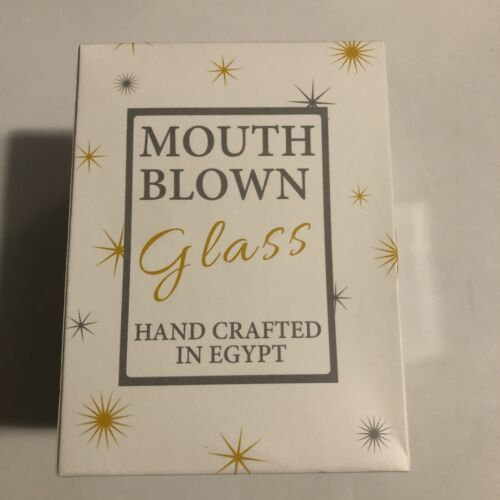 MOUTH
BLOWN
Glass
HAND CRAFTED
IN EGYPT